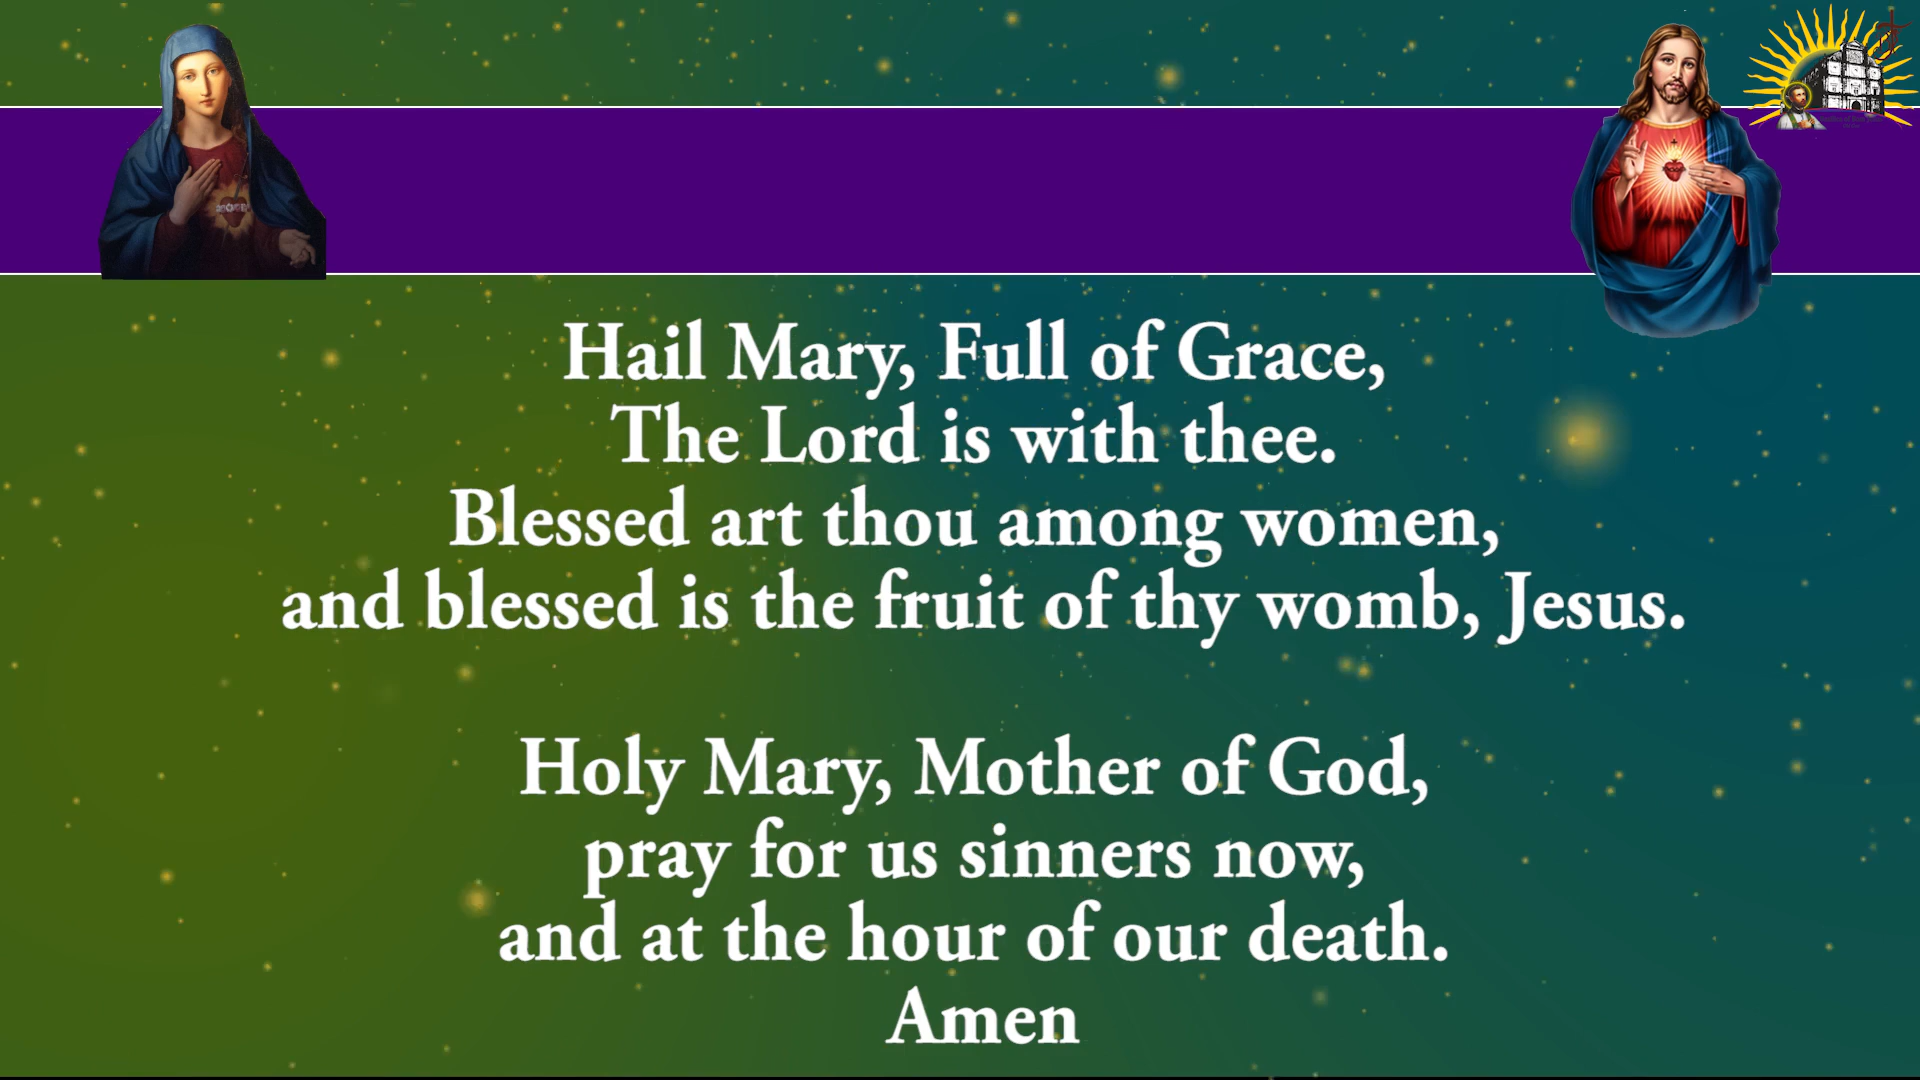 Hail Mary, Full of Grace,
The Lord is with thee.
Blessed art thou among women,
and blessed is the fruit of thy womb, Jesus.
Holy Mary, Mother of God,
pray for us sinners now,
and at the hour of our death.
Amen